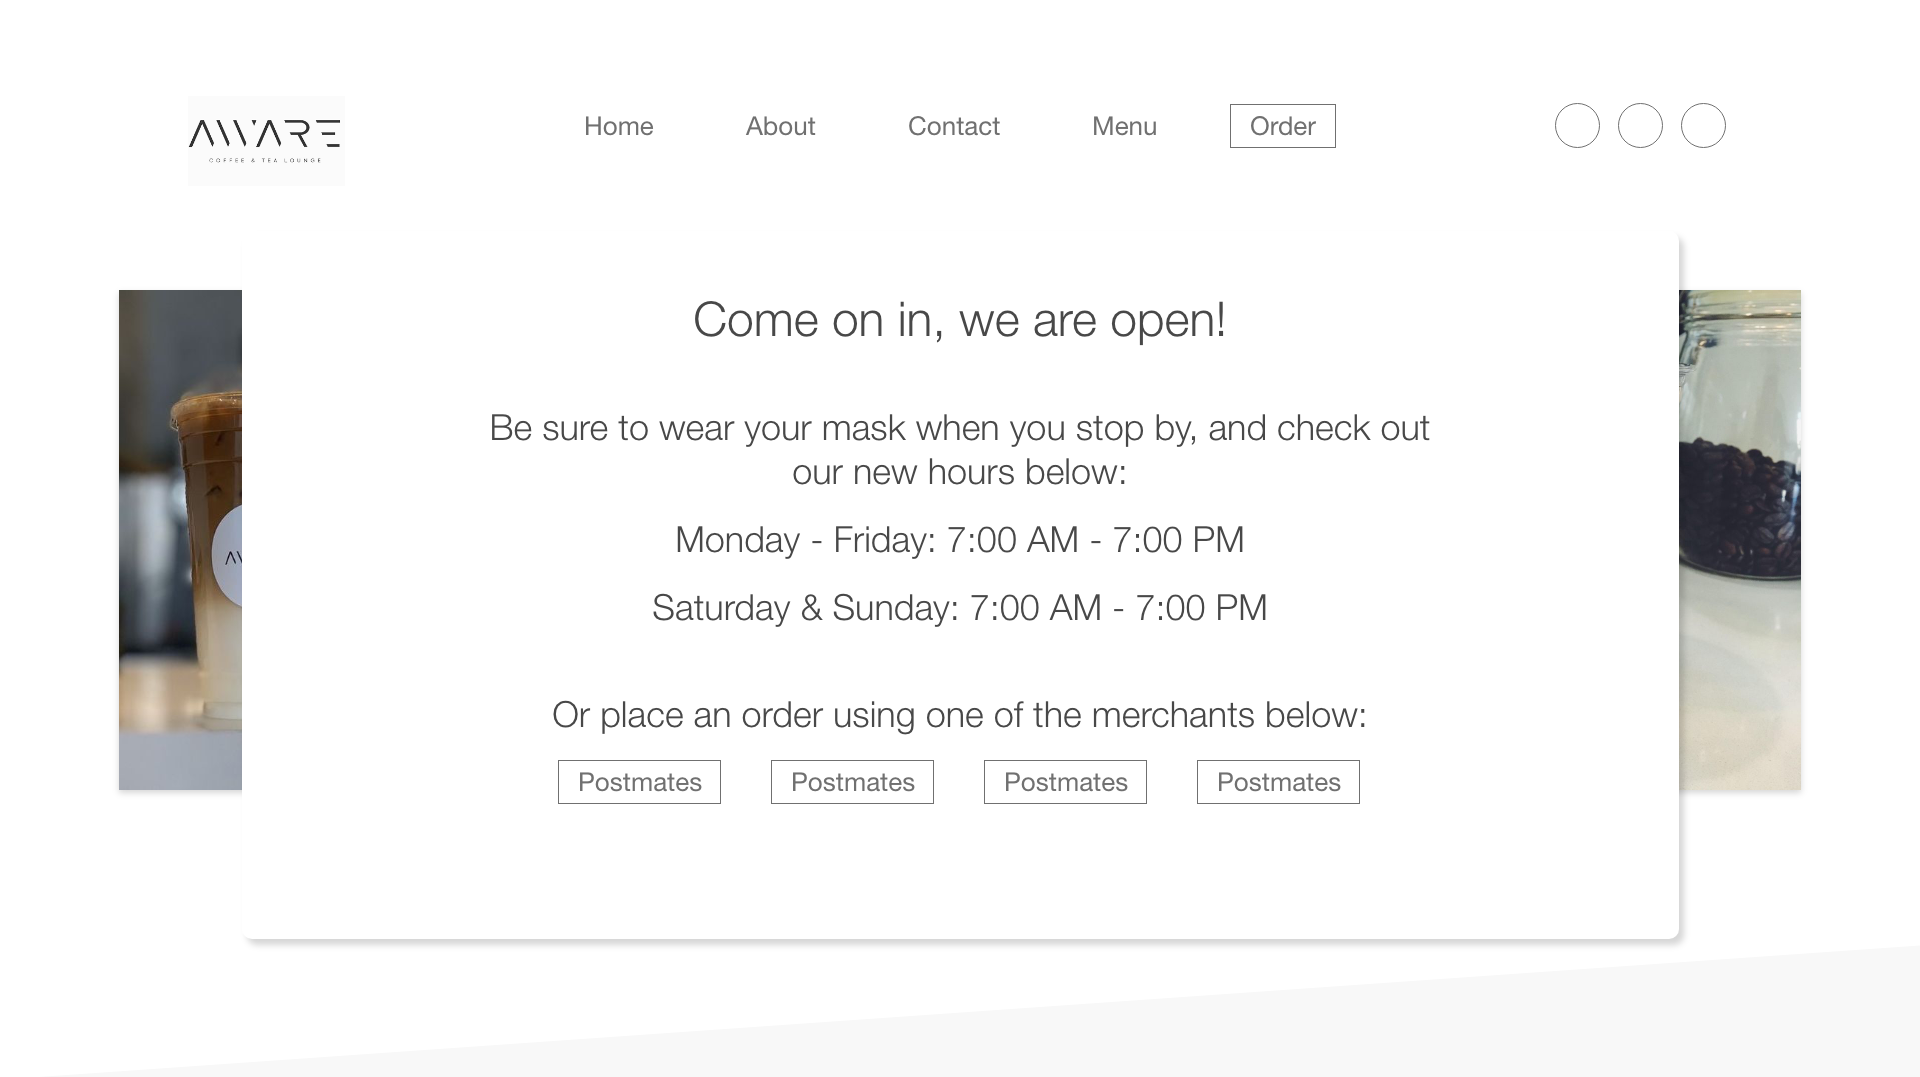 AWARE
COFFEE & TEA LOUNGE
Home
About
Contact
Menu
Order
Come on in, we are open!
Be sure to wear your mask when you stop by, and check out
our new hours below:
Monday - Friday: 7:00 AM - 7:00 PM
Saturday & Sunday: 7:00 AM - 7:00 PM
Or place an order using one of the merchants below:
Postmates
Postmates
Postmates
Postmates